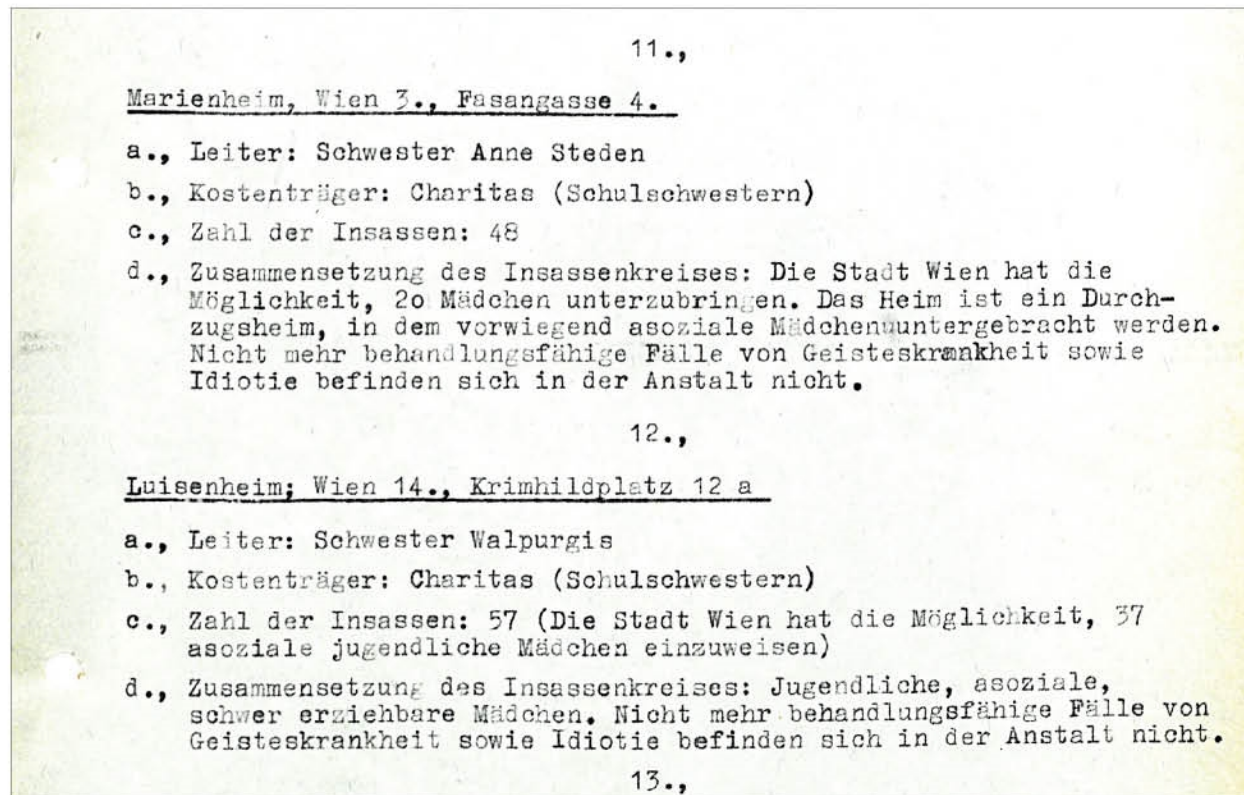 11.,
Marienheim, Wien 3., Fasangasse 4.
a., Leiter: Schwester Anne Steden
b., Kostenträger: Charitas (Schulschwestern)
c., Zahl der Insassen: 48
d., Zusammensetzung des Insassenkreises: Die Stadt Wien hat die
Möglichkeit, 2o Mädchen unterzubringen. Das Heim ist ein Durch-
zugsheim, in dem vorwiegend asoziale Mädchenuuntergebracht werden.
Nicht mehr behandlungsfähige Fälle von Geisteskrankheit sowie
Idiotie befinden sich in der Anstalt nicht.
12.,
Luisenheim; Wien 14., Krimhildplatz 12 a
a., Leiter: Schwester Walpurgis
b., Kostenträger: Charitas (Schulschwestern)
c., Zahl der Insassen: 57 (Die Stadt Wien hat die Möglichkeit, 37
asoziale jugendliche Mädchen einzuweisen)
d., Zusammensetzung des Insassenkreises: Jugendliche, asoziale,
schwer erziehbare Mädchen. Nicht mehr behandlungsfähige Fälle von
Geisteskrankheit sowie Idiotie befinden sich in der Anstalt nicht.
13.,